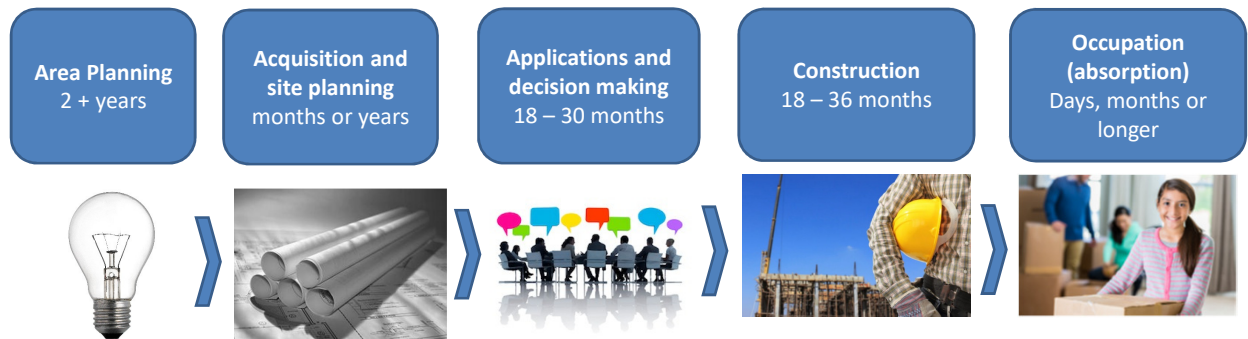 Area Planning
2 + years
Acquisition and
site planning
months or years
Applications and
decision making
18 – 30 months
Construction
18 – 36 months
Occupation
(absorption)
Days, months or
longer